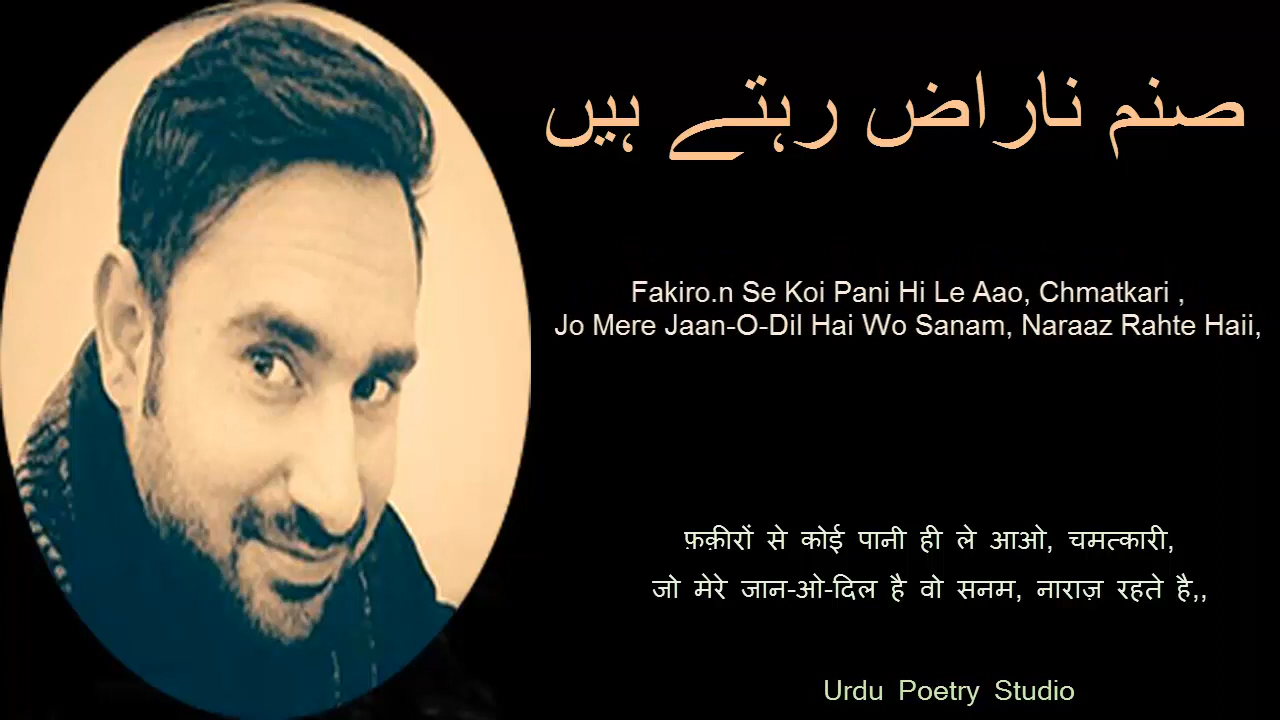 صنم ناراض رہتے ہیں
Fakiro.n Se Koi Pani Hi Le Aao, Chmatkari ,
Jo Mere Jaan-O-Dil Hai Wo Sanam, Naraaz Rahte Haii,
फ़क़ीरों से कोई पानी ही ले आओ, चमत्कारी,
जो मेरे जान-ओ-दिल है वो सनम, नाराज़ रहते है,,
Urdu Poetry Studio